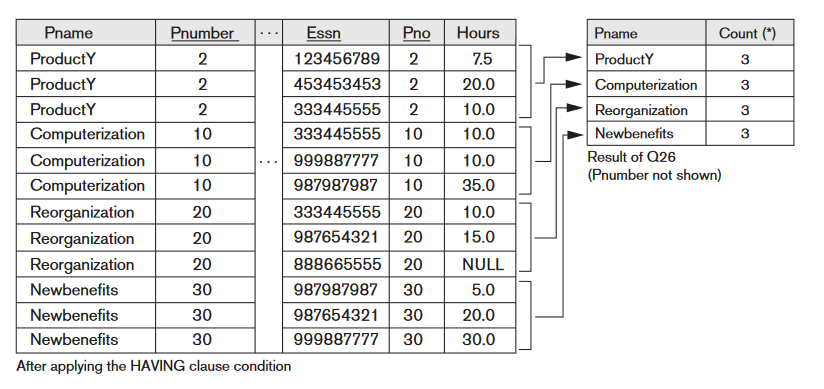 Pname Pnumber ... Essn Pno Hours
ProductY 2 123456789 2 7.5
ProductY 2 453453453 2 20.0
ProductY 2 333445555 2 10.0
Computerization 10 333445555 10 10.0
Computerization 10 ... 999887777 10 10.0
Computerization 10 987987987 10 35.0
Reorganization 20 333445555 20 10.0
Reorganization 20 987654321 20 15.0
Reorganization 20 888665555 20 NULL
Newbenefits 30 987987987 30 5.0
Newbenefits 30 987654321 30 20.0
Newbenefits 30 999887777 30 30.0
After applying the HAVING clause condition
Pname Count (*)
ProductY 3
Computerization 3
Reorganization 3
Newbenefits 3
Result of Q26
(Pnumber not shown)